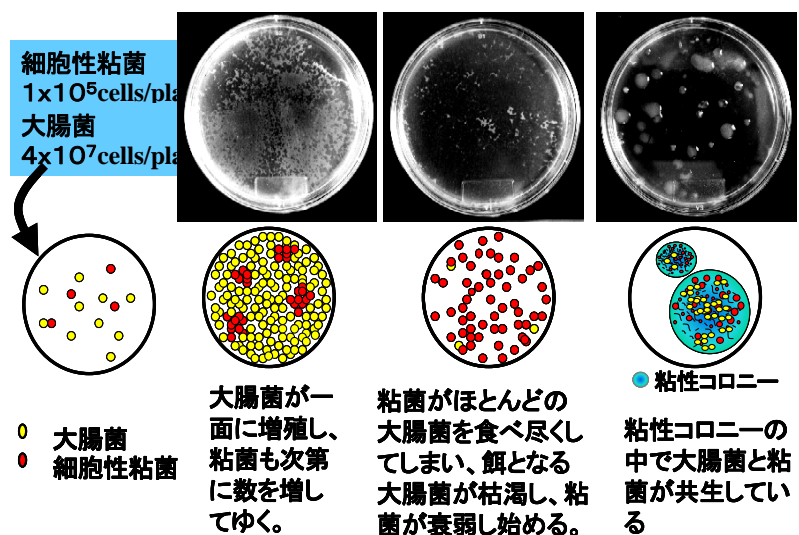 細胞性粘菌
1x10⁵cells/pla
大腸菌
4x10⁷cells/pla
大腸菌
細胞性粘菌
大腸菌が一
面に増殖し、
粘菌も次第
に数を増し
てゆく。
粘菌がほとんどの
大腸菌を食べ尽くし
てしまい、餌となる
大腸菌が枯渇し、粘
菌が衰弱し始める。
粘性コロニー
粘性コロニーの
中で大腸菌と粘
菌が共生してい
る